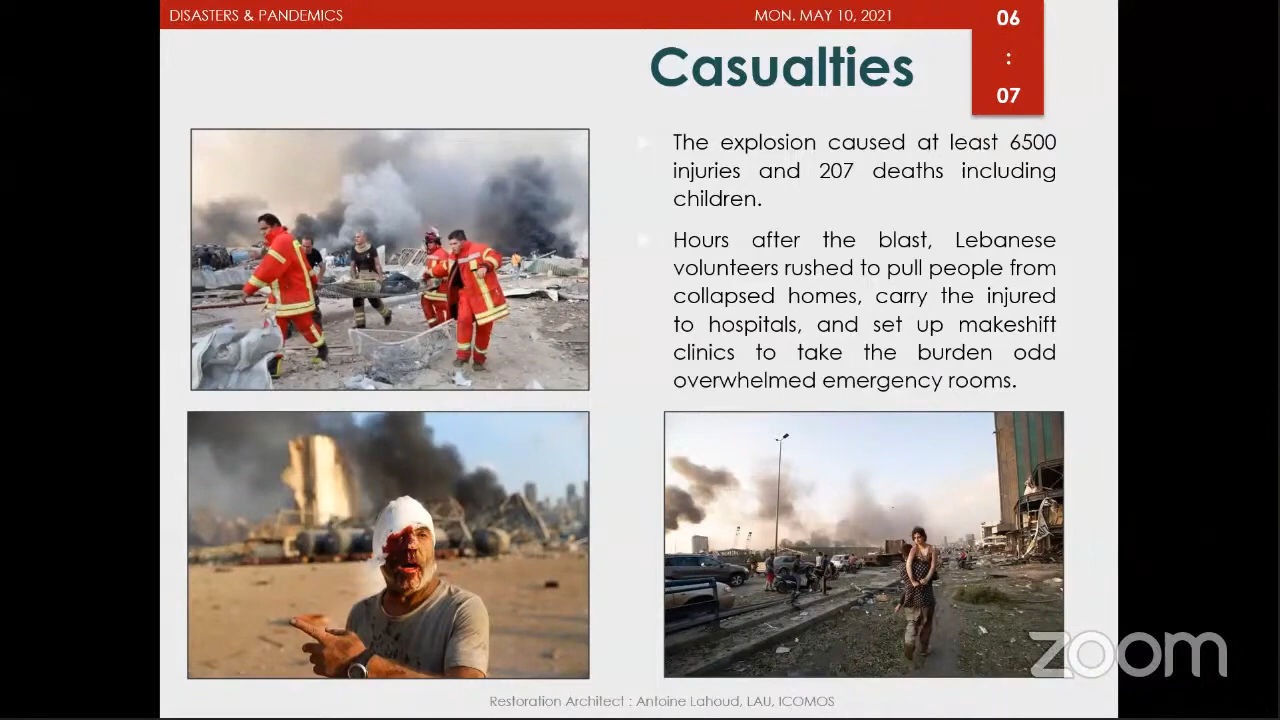 DISASTERS & PANDEMICS
MON. MAY 10, 2021
06
:
07
Casualties
The explosion caused at least 6500
injuries and 207 deaths including
children.
Hours after the blast, Lebanese
volunteers rushed to pull people from
collapsed homes, carry the injured
to hospitals, and set up makeshift
clinics to take the burden odd
overwhelmed emergency rooms.
zoom
Restoration Architect : Antoine Lahoud, LAU, ICOMOS